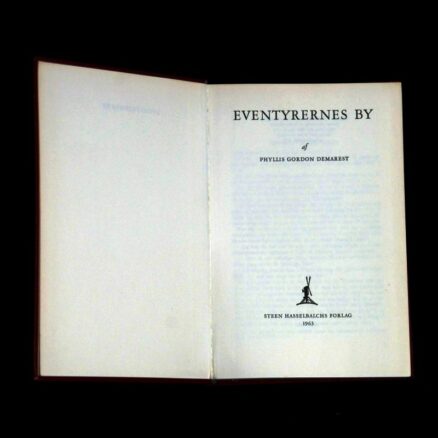 EVENTYRERNES BY
af
PHYLLIS GORDON DEMAREST
STEEN HASSELBALCHS FORLAG
1963